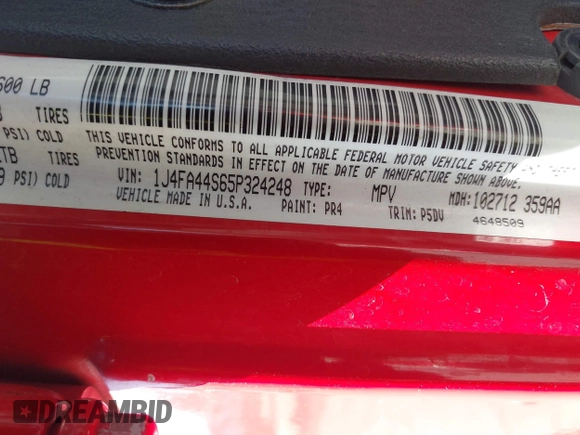 600 LB
TIRES
PSI) COLD
TB TIRES
PSI) COLD
THIS VEHICLE CONFORMS TO ALL APPLICABLE FEDERAL MOTOR VEHICLE SAFETY
PREVENTION STANDARDS IN EFFECT ON THE DATE OF MANUFACTURE SHOWN ABOVE.
VIN: 1J4FA44S65P324248 TYPE: MPV MDH: 102712 359AA
VEHICLE MADE IN U.S.A. PAINT: PR4 TRIM: P5DV 4648509
DREAMBID